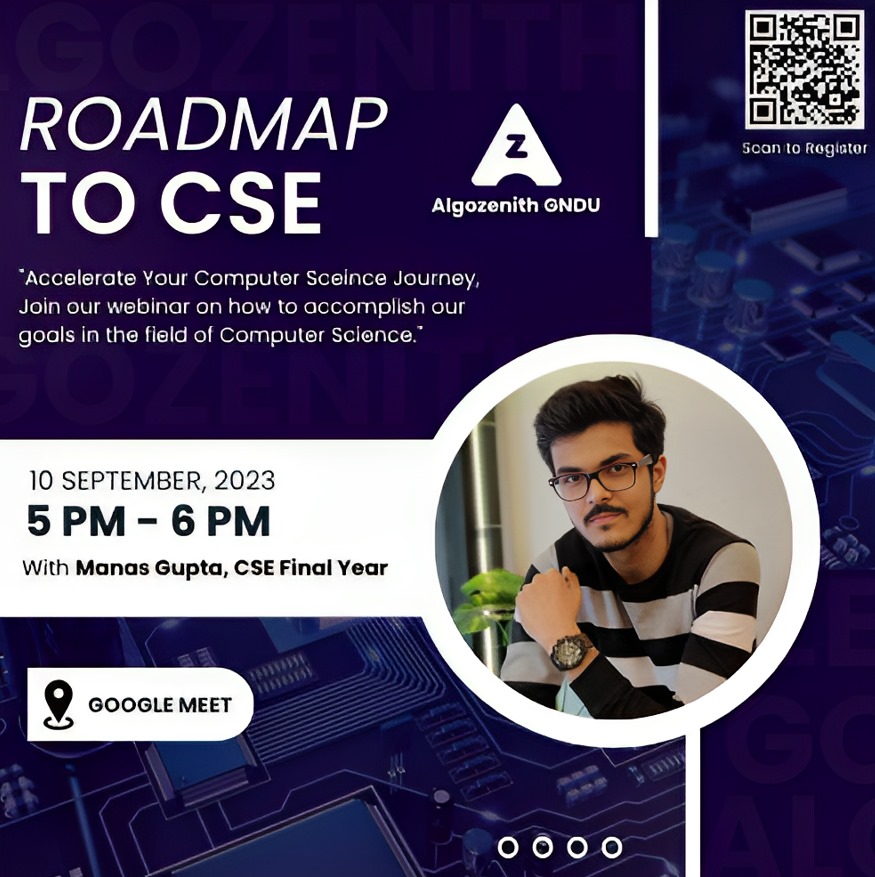 ROADMAP
TO CSE
Z
Algozenith GNDU
Scan to Register
"Accelerate Your Computer Sceince Journey,
Join our webinar on how to accomplish our
goals in the field of Computer Science."
10 SEPTEMBER, 2023
5 PM - 6 PM
With Manas Gupta, CSE Final Year
GOOGLE MEET